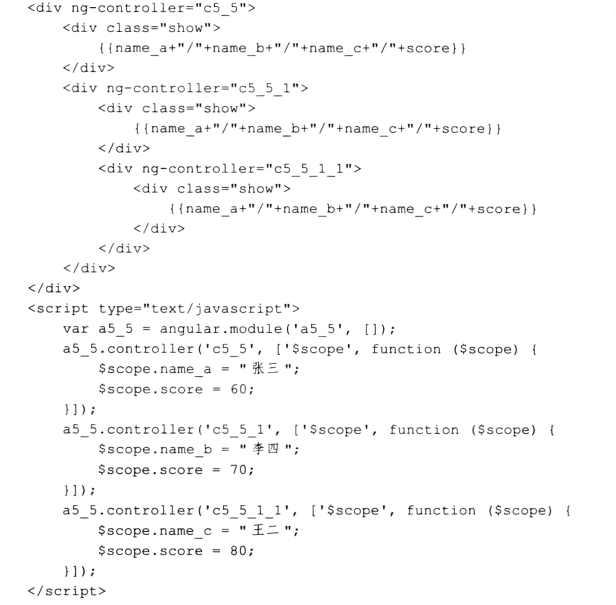 <div ng-controller="c5_5">
    <div class="show">
        {{name_a+"/"+name_b+"/"+name_c+"/"+score}}
    </div>
    <div ng-controller="c5_5_1">
        <div class="show">
            {{name_a+"/"+name_b+"/"+name_c+"/"+score}}
        </div>
        <div ng-controller="c5_5_1_1">
            <div class="show">
                {{name_a+"/"+name_b+"/"+name_c+"/"+score}}
            </div>
        </div>
    </div>
</div>
<script type="text/javascript">
    var a5_5 = angular.module('a5_5', []);
    a5_5.controller('c5_5', ['$scope', function ($scope) {
        $scope.name_a = "张三";
        $scope.score = 60;
    }]);
    a5_5.controller('c5_5_1', ['$scope', function ($scope) {
        $scope.name_b = "李四";
        $scope.score = 70;
    }]);
    a5_5.controller('c5_5_1_1', ['$scope', function ($scope) {
        $scope.name_c = "王二";
        $scope.score = 80;
    }]);
</script>